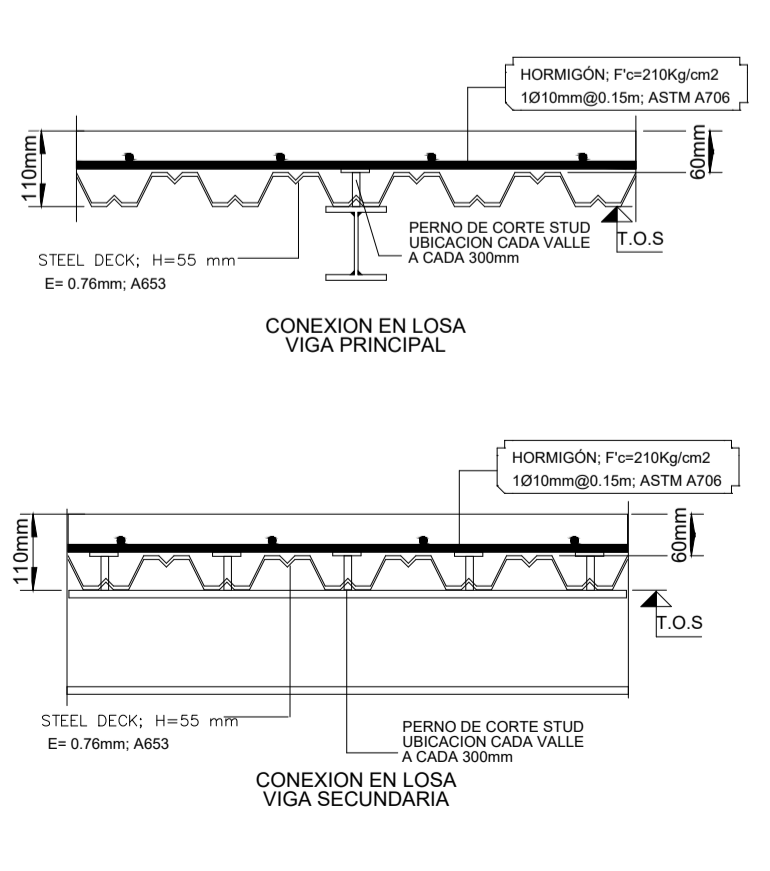 HORMIGÓN; F'c=210Kg/cm2
1Ø10mm@0.15m; ASTM A706
110mm
60mm
PERNO DE CORTE STUD
UBICACION CADA VALLE
A CADA 300mm
T.O.S
STEEL DECK; H=55 mm
E= 0.76mm; A653
CONEXION EN LOSA
VIGA PRINCIPAL
HORMIGÓN; F'c=210Kg/cm2
1Ø10mm@0.15m; ASTM A706
110mm
60mm
T.O.S
STEEL DECK; H=55 mm
E= 0.76mm; A653
PERNO DE CORTE STUD
UBICACION CADA VALLE
A CADA 300mm
CONEXION EN LOSA
VIGA SECUNDARIA